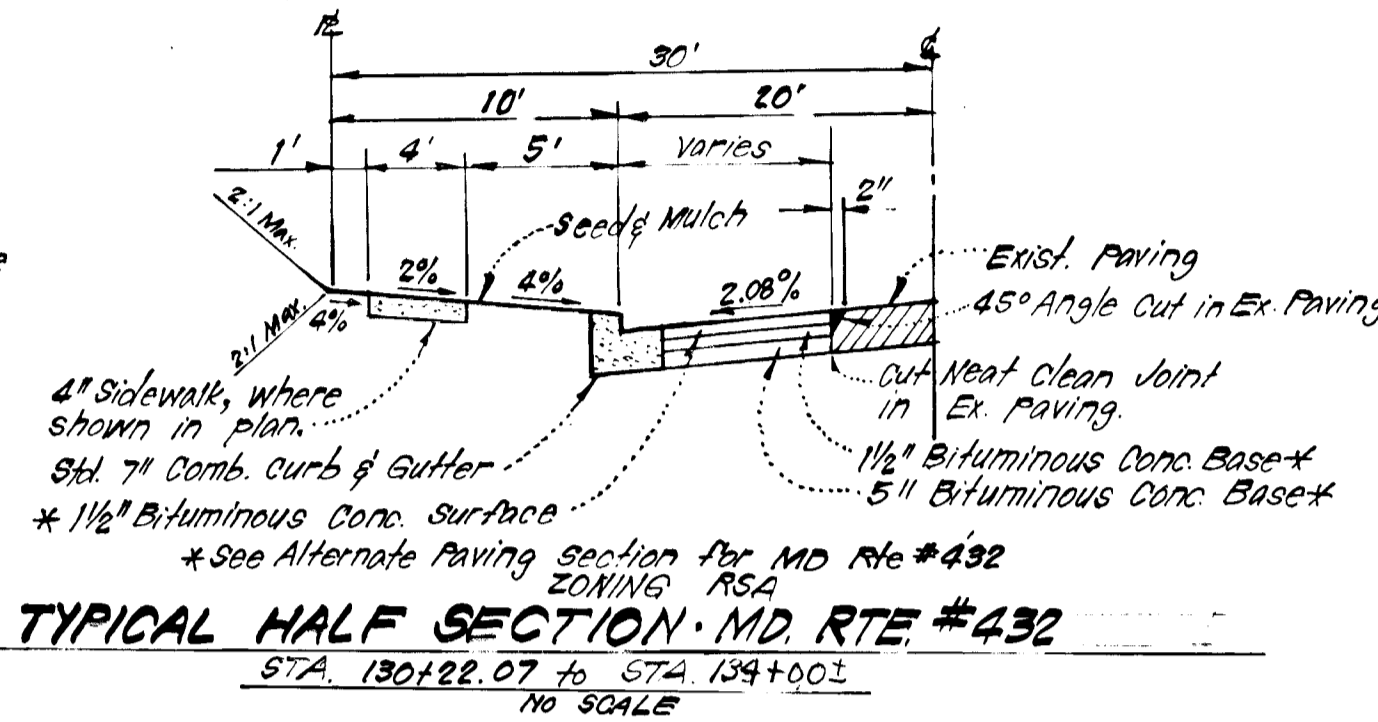 ℄
30'
10' 20'
1' 4' 5' varies
2"
2:1 Max.
Seed & Mulch
2% 4% 2.08%
Exist. Paving
45° Angle Cut in Ex. Paving
4%
2:1 Max.
Cut Neat Clean Joint
in Ex. Paving.
4" Sidewalk, where
shown in plan.
Std. 7" Comb. Curb & Gutter
1½" Bituminous Conc. Base*
5" Bituminous Conc. Base*
* 1½" Bituminous Conc. Surface
* See Alternate Paving Section for MD Rte #432
ZONING RSA
TYPICAL HALF SECTION · MD. RTE. #432
STA. 130+22.07 to STA. 134+00±
NO SCALE